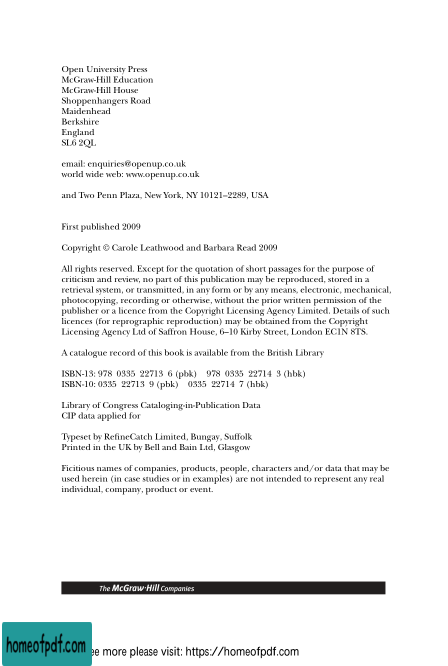 Open University Press
McGraw-Hill Education
McGraw-Hill House
Shoppenhangers Road
Maidenhead
Berkshire
England
SL6 2QL
email: enquiries@openup.co.uk
world wide web: www.openup.co.uk
and Two Penn Plaza, New York, NY 10121–2289, USA
First published 2009
Copyright © Carole Leathwood and Barbara Read 2009
All rights reserved. Except for the quotation of short passages for the purpose of
criticism and review, no part of this publication may be reproduced, stored in a
retrieval system, or transmitted, in any form or by any means, electronic, mechanical,
photocopying, recording or otherwise, without the prior written permission of the
publisher or a licence from the Copyright Licensing Agency Limited. Details of such
licences (for reprographic reproduction) may be obtained from the Copyright
Licensing Agency Ltd of Saffron House, 6–10 Kirby Street, London EC1N 8TS.
A catalogue record of this book is available from the British Library
ISBN-13: 978 0335 22713 6 (pbk) 978 0335 22714 3 (hbk)
ISBN-10: 0335 22713 9 (pbk) 0335 22714 7 (hbk)
Library of Congress Cataloging-in-Publication Data
CIP data applied for
Typeset by RefineCatch Limited, Bungay, Suffolk
Printed in the UK by Bell and Bain Ltd, Glasgow
Ficitious names of companies, products, people, characters and/or data that may be
used herein (in case studies or in examples) are not intended to represent any real
individual, company, product or event.
The McGraw·Hill Companies
homeofpdf.com
ee more please visit: https://homeofpdf.com